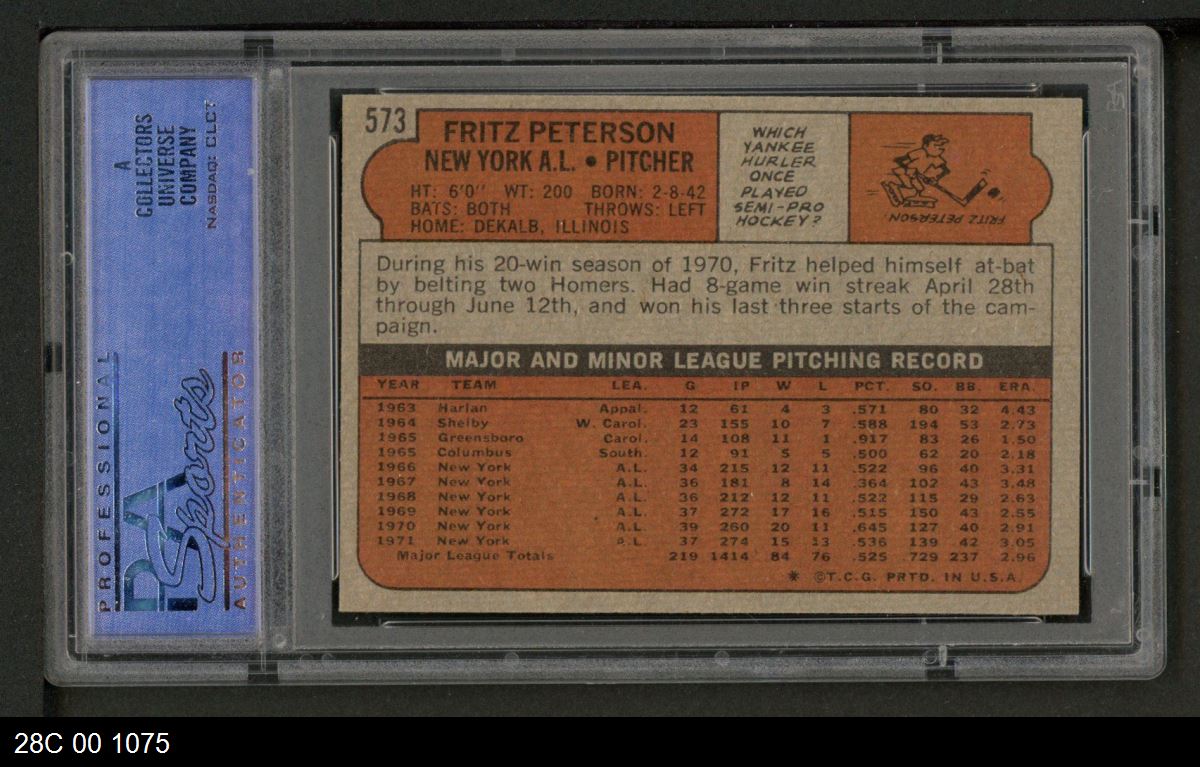 A
COLLECTORS
UNIVERSE
COMPANY
NASDAQ: CLCT
PROFESSIONAL
PSA
Sports
AUTHENTICATOR
573
FRITZ PETERSON
NEW YORK A.L. • PITCHER
HT: 6'0" WT: 200 BORN: 2-8-42
BATS: BOTH THROWS: LEFT
HOME: DEKALB, ILLINOIS
WHICH
YANKEE
HURLER
ONCE
PLAYED
SEMI-PRO
HOCKEY?
FRITZ PETERSON
During his 20-win season of 1970, Fritz helped himself at-bat
by belting two Homers. Had 8-game win streak April 28th
through June 12th, and won his last three starts of the cam-
paign.
MAJOR AND MINOR LEAGUE PITCHING RECORD
YEAR TEAM LEA. G IP W L PCT. SO. BB. ERA.
1963 Harlan Appal. 12 61 4 3 .571 80 32 4.43
1964 Shelby W. Carol. 23 155 10 7 .588 194 53 2.73
1965 Greensboro Carol. 14 108 11 1 .917 83 26 1.50
1965 Columbus South. 12 91 5 5 .500 62 20 2.18
1966 New York A.L. 34 215 12 11 .522 96 40 3.31
1967 New York A.L. 36 181 8 14 .364 102 43 3.48
1968 New York A.L. 36 212 12 11 .522 115 29 2.63
1969 New York A.L. 37 272 17 16 .515 150 43 2.55
1970 New York A.L. 39 260 20 11 .645 127 40 2.91
1971 New York A.L. 37 274 15 13 .536 139 42 3.05
Major League Totals 219 1414 84 76 .525 729 237 2.96
* ©T.C.G. PRTD. IN U.S.A.
28C 00 1075